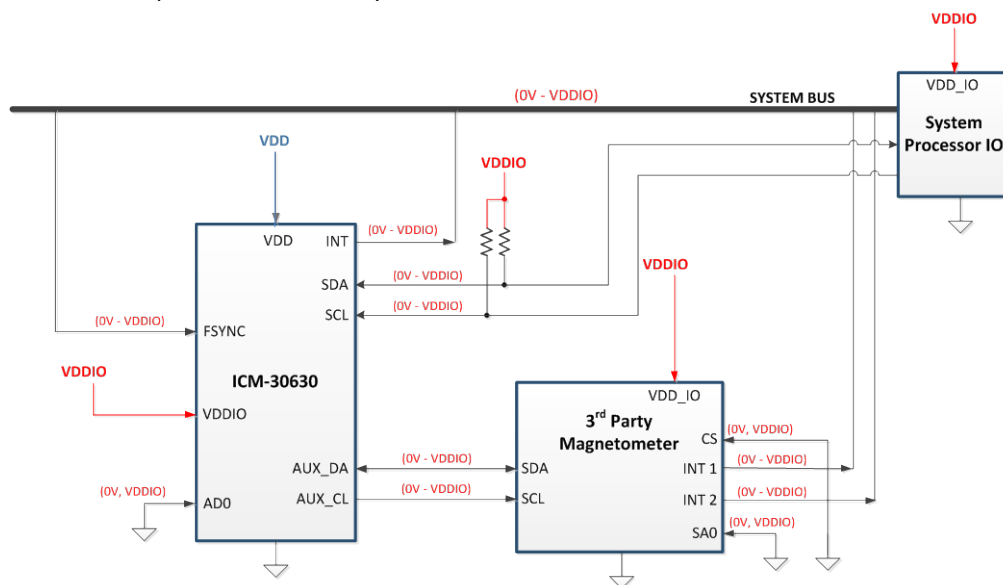 VDDIO
VDD_IO
System
Processor IO
(0V - VDDIO)
SYSTEM BUS
VDD
VDDIO
VDD
INT
(0V - VDDIO)
SDA
(0V - VDDIO)
SCL
(0V - VDDIO)
VDDIO
(0V - VDDIO)
FSYNC
ICM-30630
VDDIO
VDDIO
VDD_IO
3rd Party
Magnetometer
CS
(0V, VDDIO)
AUX_DA
(0V - VDDIO)
SDA
INT 1
(0V - VDDIO)
(0V, VDDIO)
AD0
AUX_CL
(0V - VDDIO)
SCL
INT 2
(0V - VDDIO)
SA0
(0V, VDDIO)